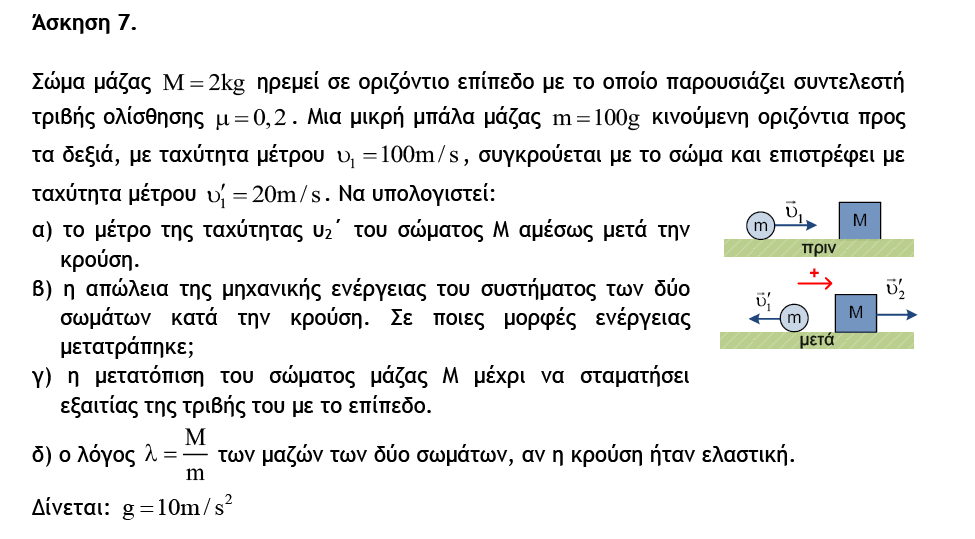 Άσκηση 7.
Σώμα μάζας M = 2kg ηρεμεί σε οριζόντιο επίπεδο με το οποίο παρουσιάζει συντελεστή
τριβής ολίσθησης μ = 0,2. Μια μικρή μπάλα μάζας m = 100g κινούμενη οριζόντια προς
τα δεξιά, με ταχύτητα μέτρου υ₁ = 100m / s, συγκρούεται με το σώμα και επιστρέφει με
ταχύτητα μέτρου υ₁′ = 20m / s. Να υπολογιστεί:
α) το μέτρο της ταχύτητας υ₂΄ του σώματος Μ αμέσως μετά την
κρούση.
β) η απώλεια της μηχανικής ενέργειας του συστήματος των δύο
σωμάτων κατά την κρούση. Σε ποιες μορφές ενέργειας
μετατράπηκε;
γ) η μετατόπιση του σώματος μάζας Μ μέχρι να σταματήσει
εξαιτίας της τριβής του με το επίπεδο.
δ) ο λόγος λ = M/m των μαζών των δύο σωμάτων, αν η κρούση ήταν ελαστική.
Δίνεται: g = 10m / s²
m υ⃗₁ M
πριν
+
υ⃗₁′ m M υ⃗₂′
μετά